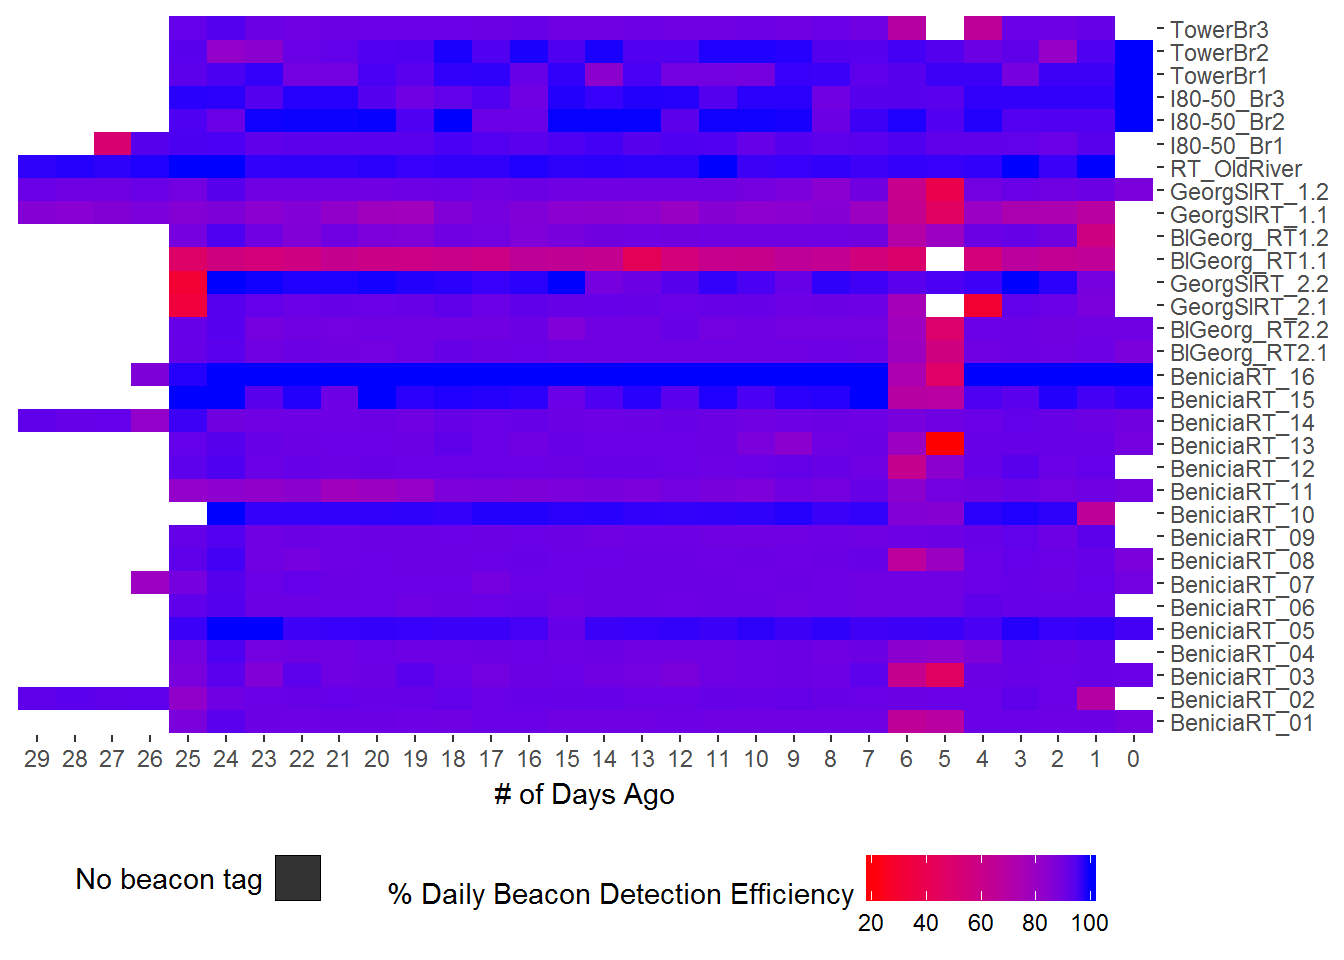 TowerBr3
TowerBr2
TowerBr1
I80-50_Br3
I80-50_Br2
I80-50_Br1
RT_OldRiver
GeorgSlRT_1.2
GeorgSlRT_1.1
BlGeorg_RT1.2
BlGeorg_RT1.1
GeorgSlRT_2.2
GeorgSlRT_2.1
BlGeorg_RT2.2
BlGeorg_RT2.1
BeniciaRT_16
BeniciaRT_15
BeniciaRT_14
BeniciaRT_13
BeniciaRT_12
BeniciaRT_11
BeniciaRT_10
BeniciaRT_09
BeniciaRT_08
BeniciaRT_07
BeniciaRT_06
BeniciaRT_05
BeniciaRT_04
BeniciaRT_03
BeniciaRT_02
BeniciaRT_01
29 28 27 26 25 24 23 22 21 20 19 18 17 16 15 14 13 12 11 10 9 8 7 6 5 4 3 2 1 0
# of Days Ago
No beacon tag
% Daily Beacon Detection Efficiency
20 40 60 80 100